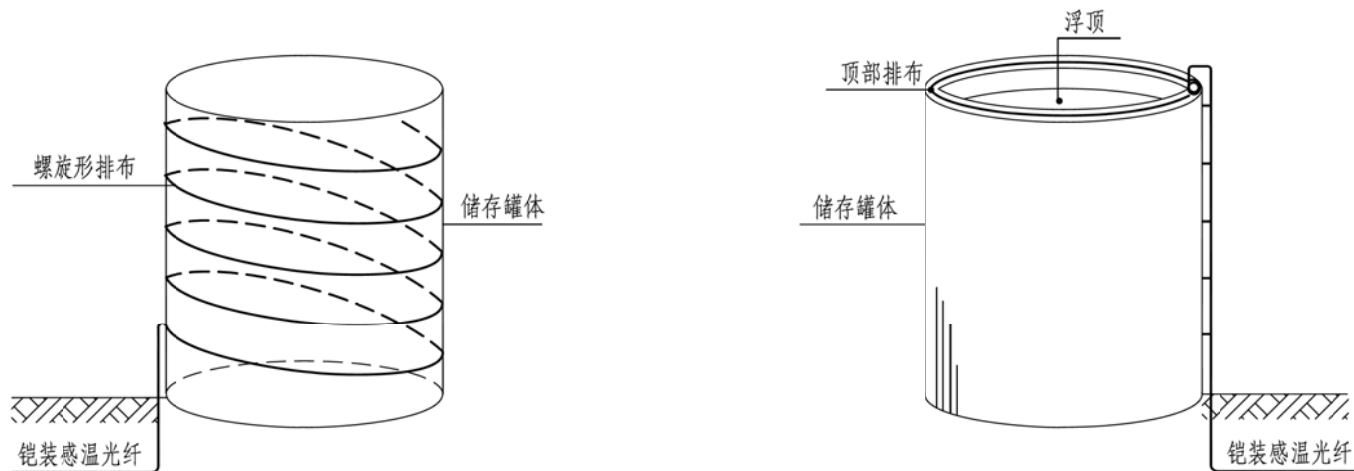 螺旋形排布
储存罐体
铠装感温光纤
浮顶
顶部排布
储存罐体
铠装感温光纤